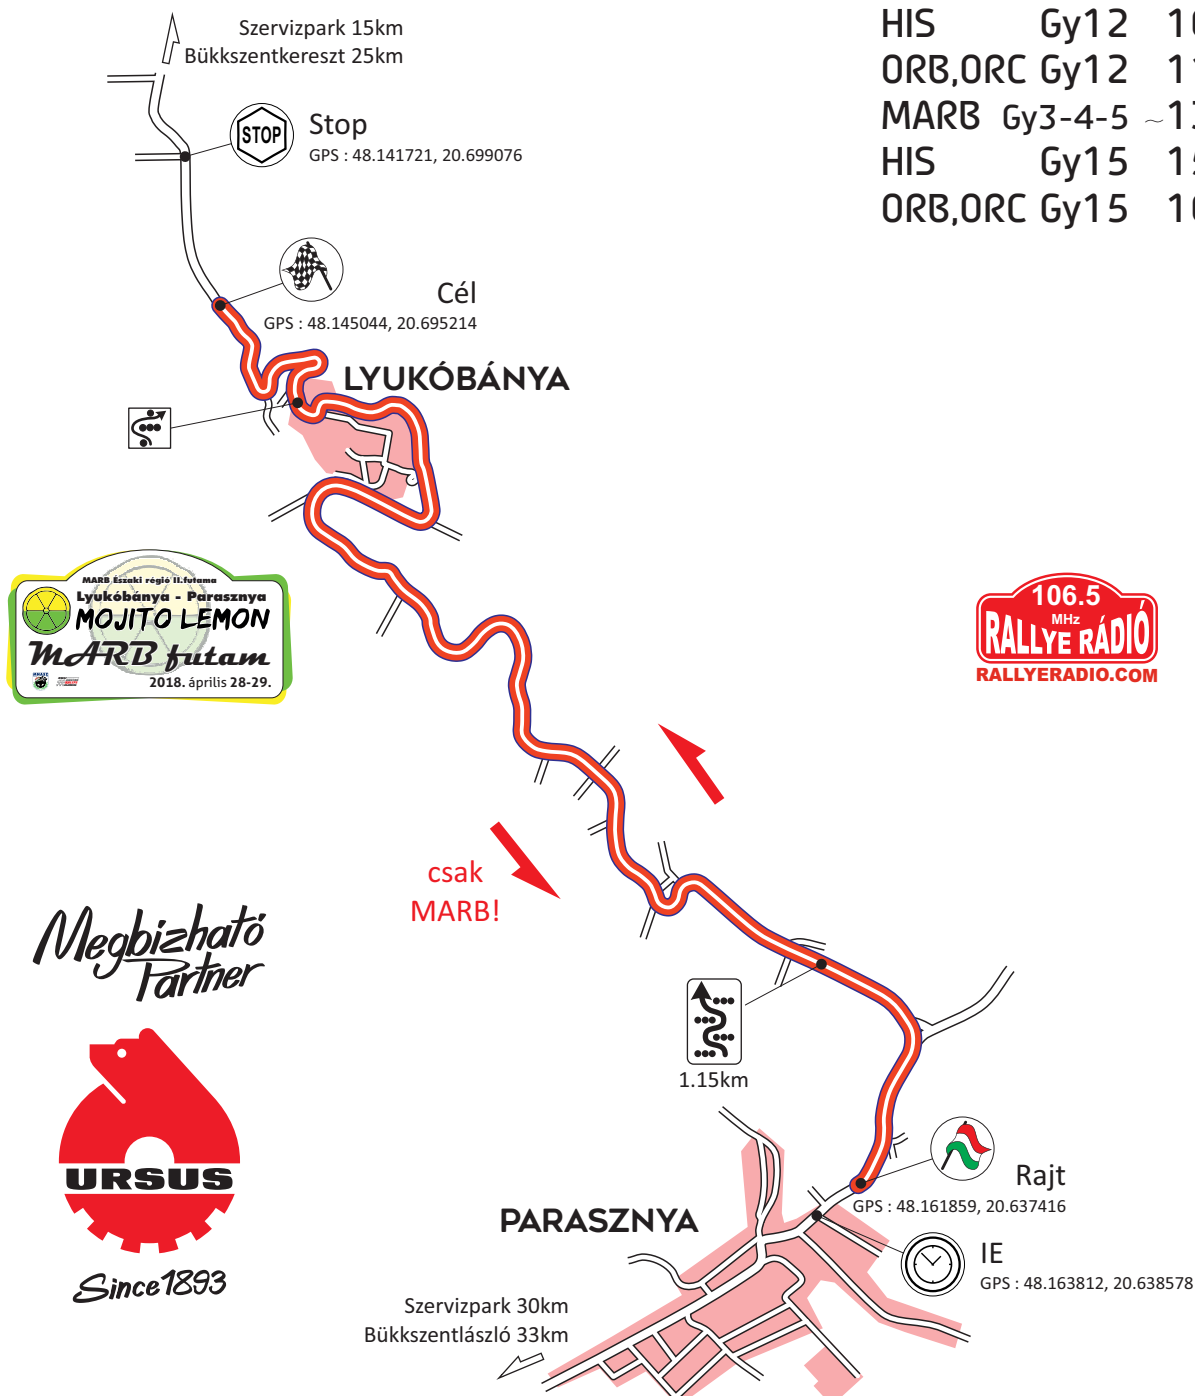 Szervizpark 15km
Bükkszentkereszt 25km
HIS Gy12
ORB,ORC Gy12
MARB Gy3-4-5
HIS Gy15
ORB,ORC Gy15
STOP
Stop
GPS : 48.141721, 20.699076
Cél
GPS : 48.145044, 20.695214
LYUKÓBÁNYA
MARB Északi régió II.futama
Lyukóbánya - Parasznya
MOJITO LEMON
MARB futam
2018. április 28-29.
106.5
MHz
RALLYE RÁDIÓ
RALLYERADIO.COM
csak
MARB!
Megbízható
Partner
1.15km
URSUS
Since 1893
Rajt
GPS : 48.161859, 20.637416
PARASZNYA
IE
GPS : 48.163812, 20.638578
Szervizpark 30km
Bükkszentlászló 33km